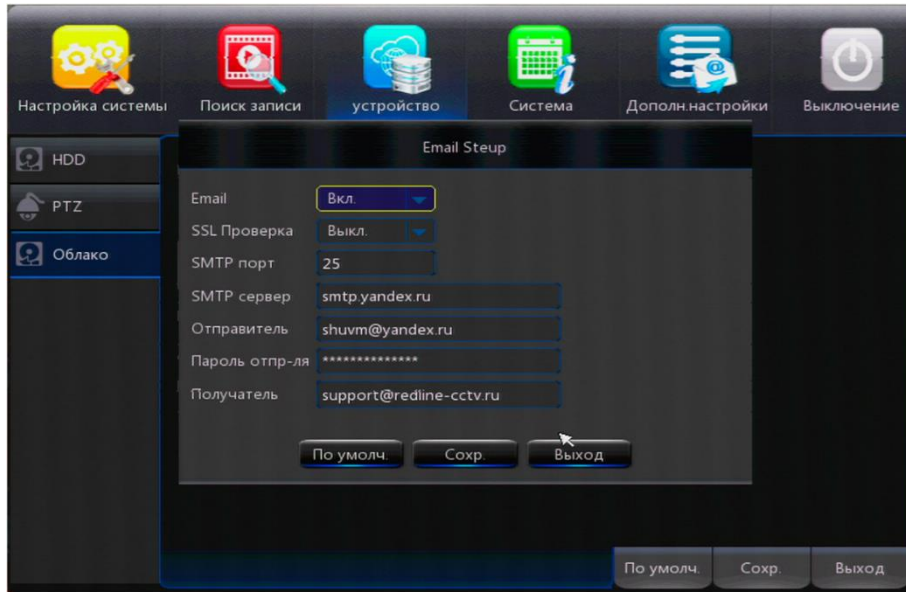 Настройка системы
Поиск записи
устройство
Система
Дополн.настройки
Выключение
HDD
PTZ
Облако
Email Steup
Email Вкл.
SSL Проверка Выкл.
SMTP порт 25
SMTP сервер smtp.yandex.ru
Отправитель shuvm@yandex.ru
Пароль отпр-ля **************
Получатель support@redline-cctv.ru
По умолч. Сохр. Выход
По умолч. Сохр. Выход